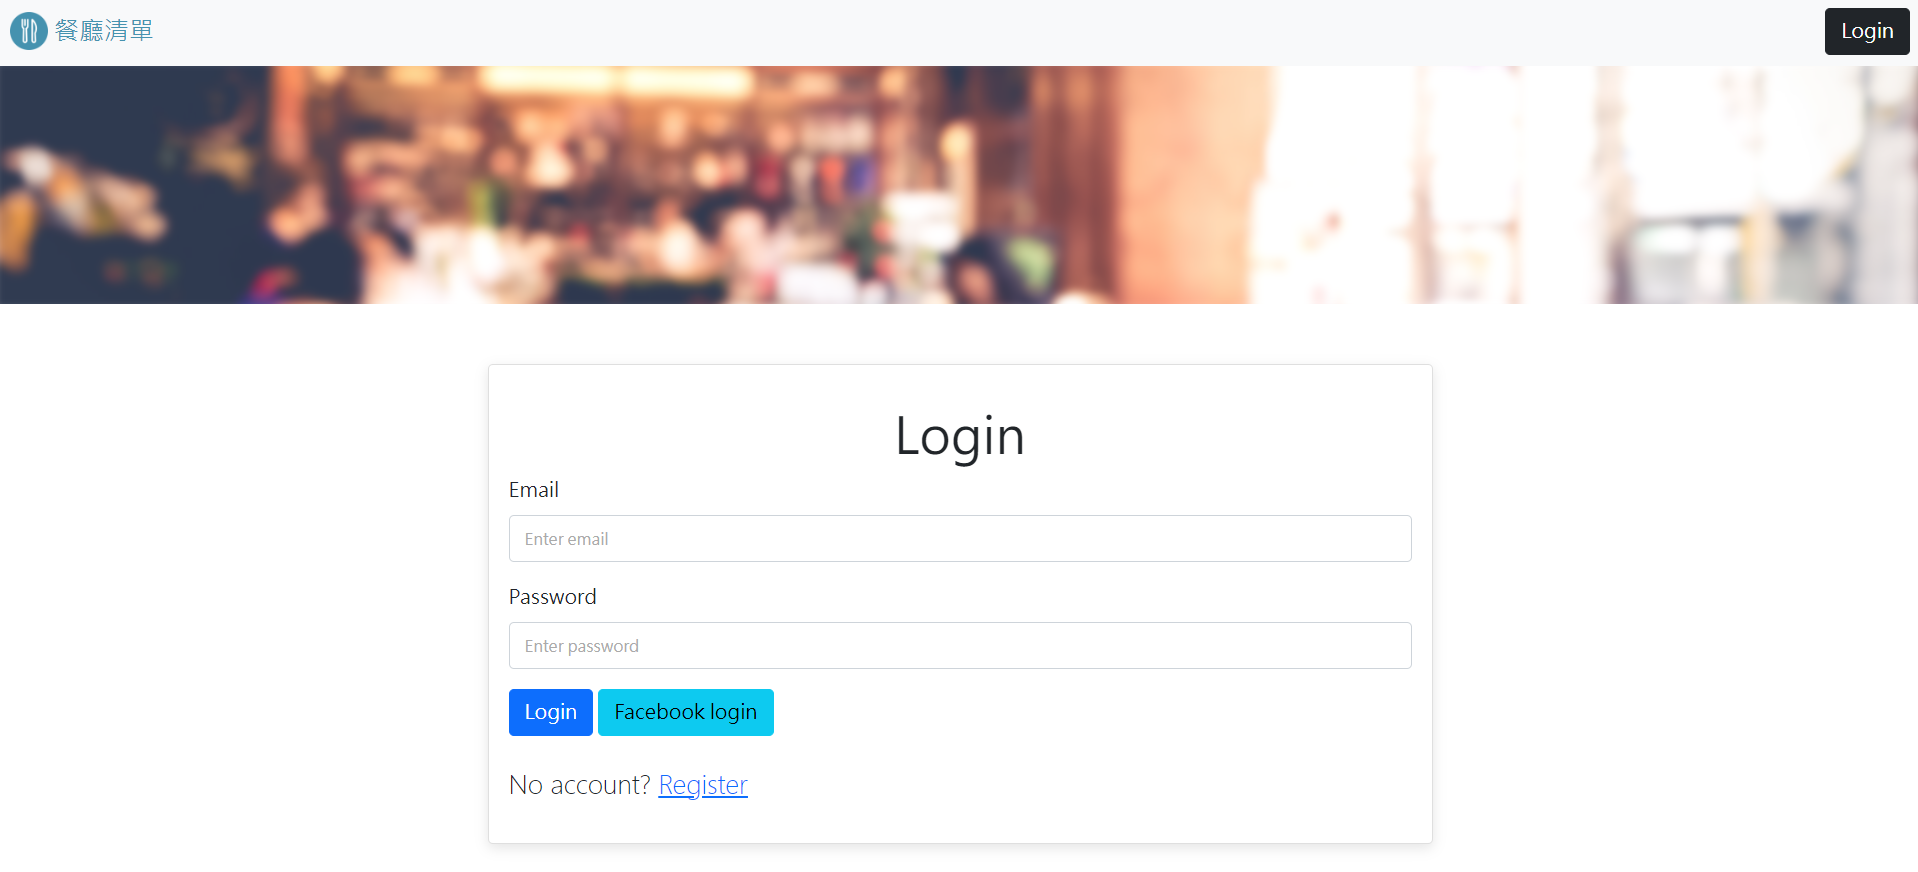 餐廳清單
Login
Login
Email
Enter email
Password
Enter password
Login Facebook login
No account? Register